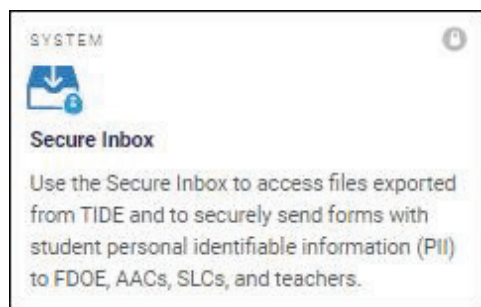 SYSTEM
Secure Inbox
Use the Secure Inbox to access files exported
from TIDE and to securely send forms with
student personal identifiable information (PII)
to FDOE, AACs, SLCs, and teachers.